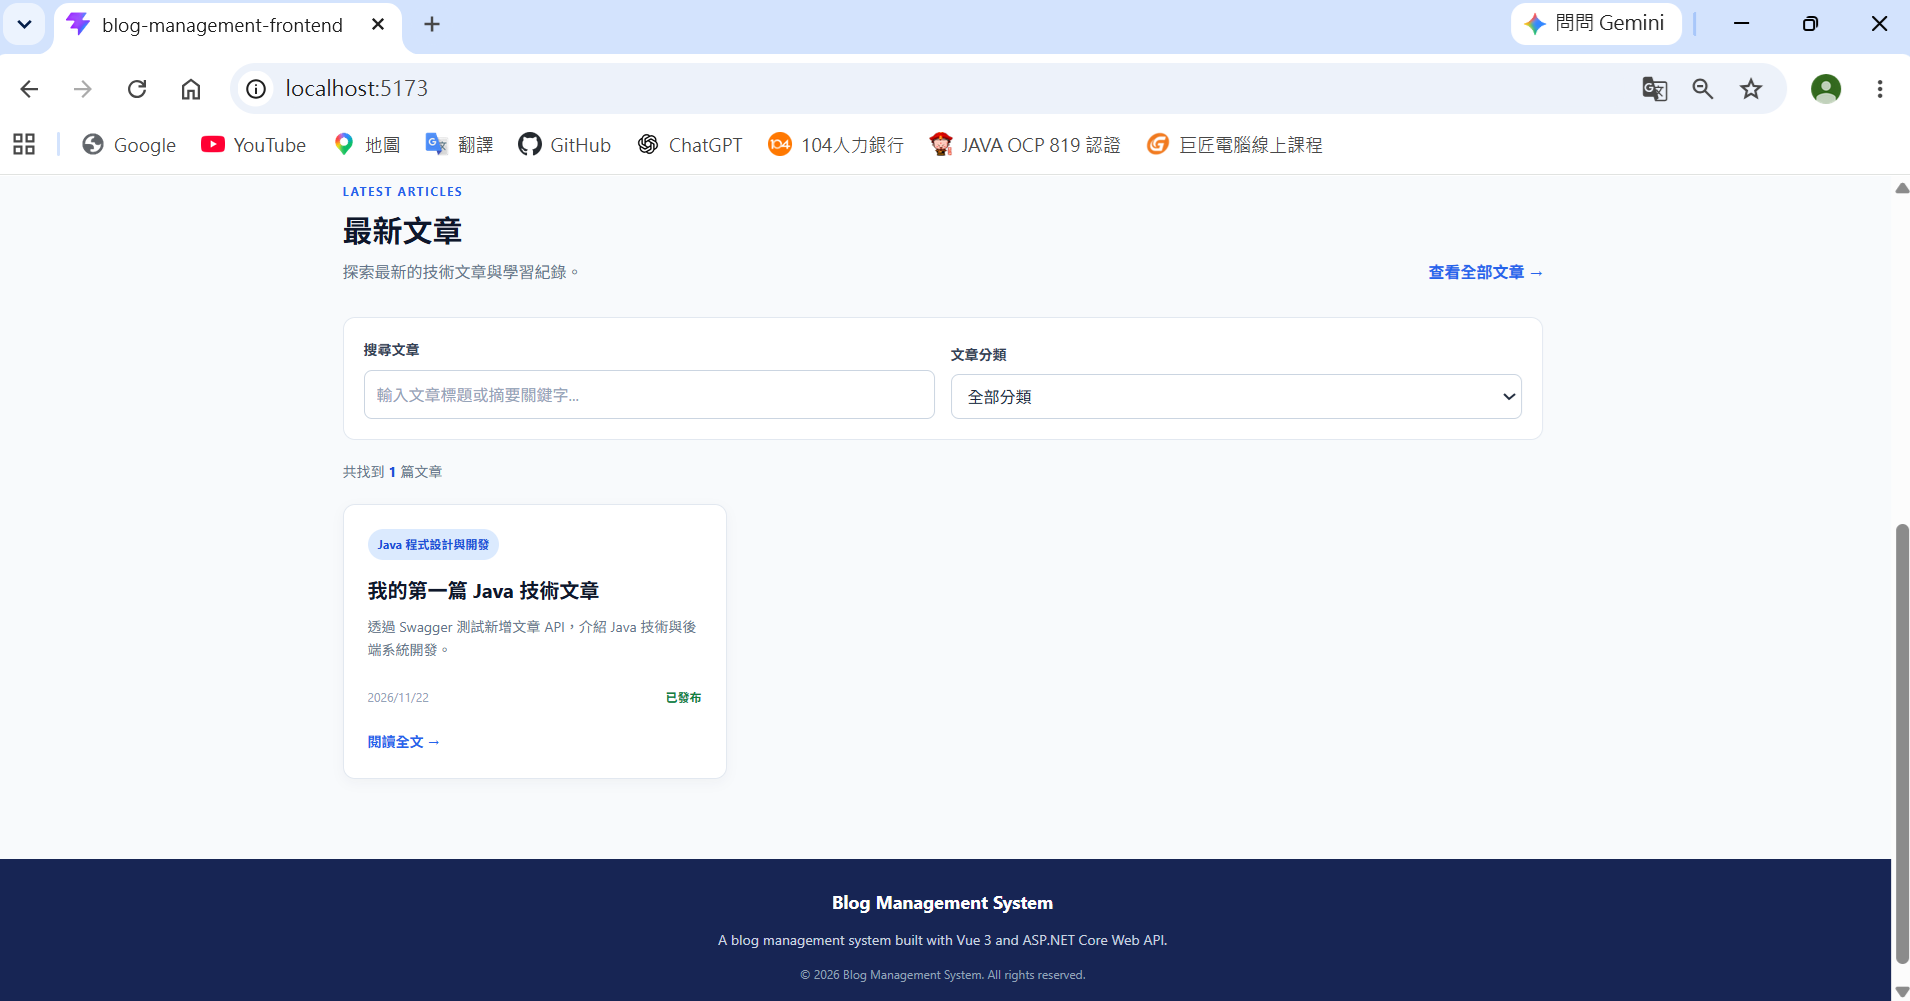 blog-management-frontend
問問 Gemini
localhost:5173
Google YouTube 地圖 翻譯 GitHub ChatGPT 104人力銀行 JAVA OCP 819 認證 巨匠電腦線上課程
LATEST ARTICLES
最新文章
探索最新的技術文章與學習紀錄。
查看全部文章 →
搜尋文章
輸入文章標題或摘要關鍵字...
文章分類
全部分類
共找到 1 篇文章
Java 程式設計與開發
我的第一篇 Java 技術文章
透過 Swagger 測試新增文章 API，介紹 Java 技術與後
端系統開發。
2026/11/22 已發布
閱讀全文 →
Blog Management System
A blog management system built with Vue 3 and ASP.NET Core Web API.
© 2026 Blog Management System. All rights reserved.